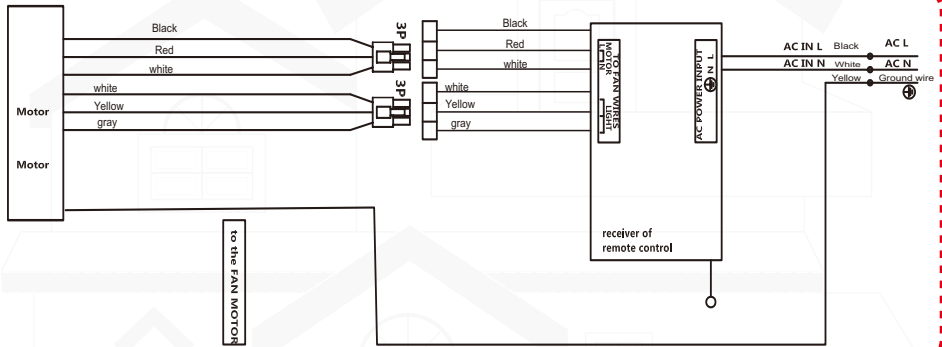 Black
Red
white
white
Yellow
gray
Motor
Motor
3P
3P
to the FAN MOTOR
Black
Red
white
white
Yellow
gray
TO FAN WIRES
MOTOR
L N
LIGHT
AC POWER INPUT
N L
receiver of
remote control
AC IN L Black AC L
AC IN N White AC N
Yellow Ground wire